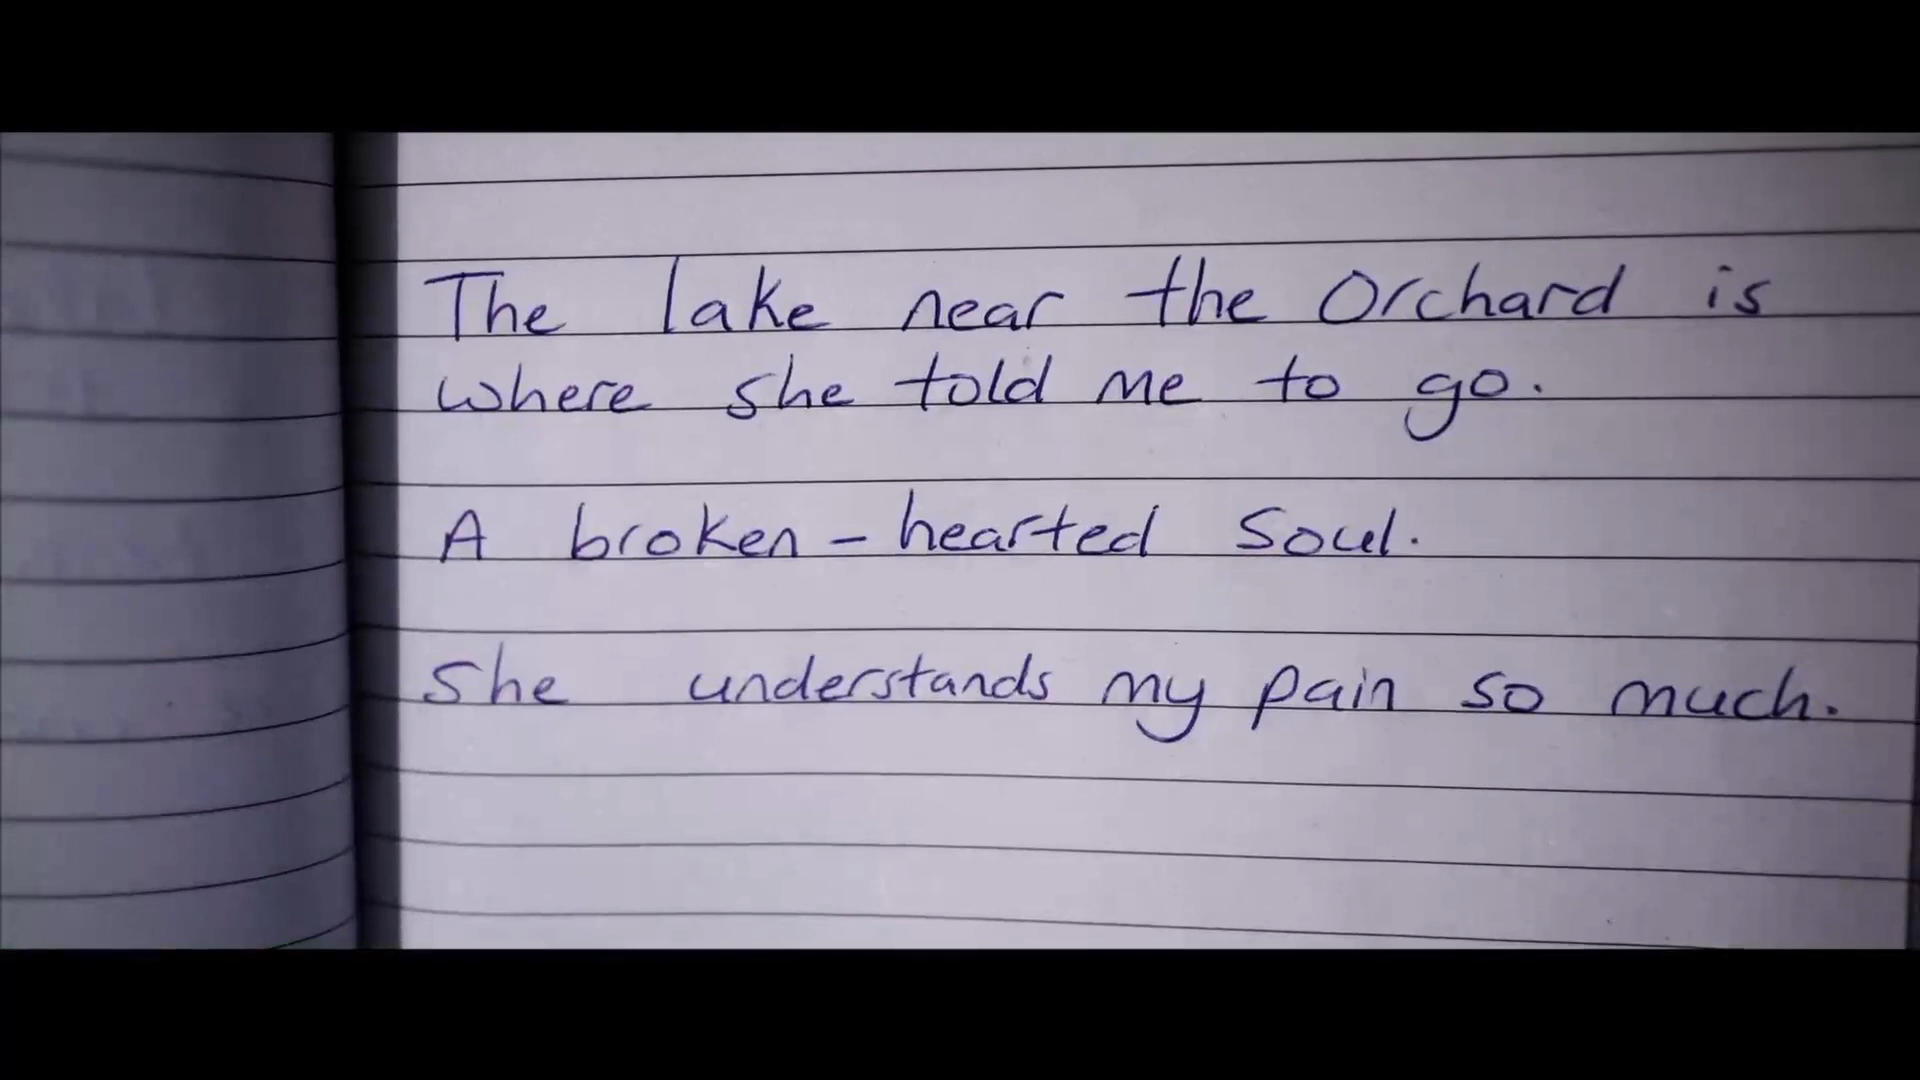 The lake near the Orchard is
where she told me to go.
A broken-hearted soul.
She understands my pain so much.